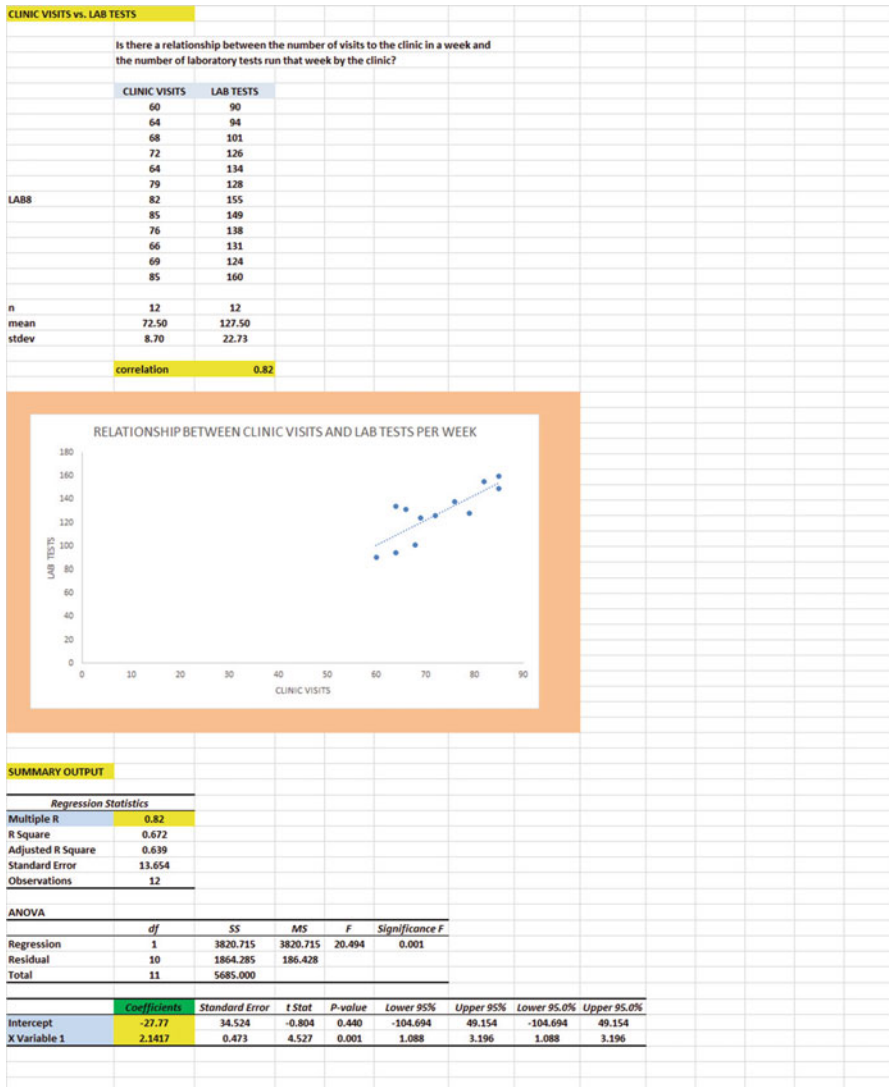 CLINIC VISITS vs. LAB TESTS
Is there a relationship between the number of visits to the clinic in a week and
the number of laboratory tests run that week by the clinic?
CLINIC VISITS LAB TESTS
60 90
64 94
68 101
72 126
64 134
79 128
LAB8 82 155
85 149
76 138
66 131
69 124
85 160
n 12 12
mean 72.50 127.50
stdev 8.70 22.73
correlation 0.82
RELATIONSHIP BETWEEN CLINIC VISITS AND LAB TESTS PER WEEK
180
160
140
120
100
80
60
40
20
0
LAB TESTS
0 10 20 30 40 50 60 70 80 90
CLINIC VISITS
SUMMARY OUTPUT
Regression Statistics
Multiple R 0.82
R Square 0.672
Adjusted R Square 0.639
Standard Error 13.654
Observations 12
ANOVA
df SS MS F Significance F
Regression 1 3820.715 3820.715 20.494 0.001
Residual 10 1864.285 186.428
Total 11 5685.000
Coefficients Standard Error t Stat P-value Lower 95% Upper 95% Lower 95.0% Upper 95.0%
Intercept -27.77 34.524 -0.804 0.440 -104.694 49.154 -104.694 49.154
X Variable 1 2.1417 0.473 4.527 0.001 1.088 3.196 1.088 3.196